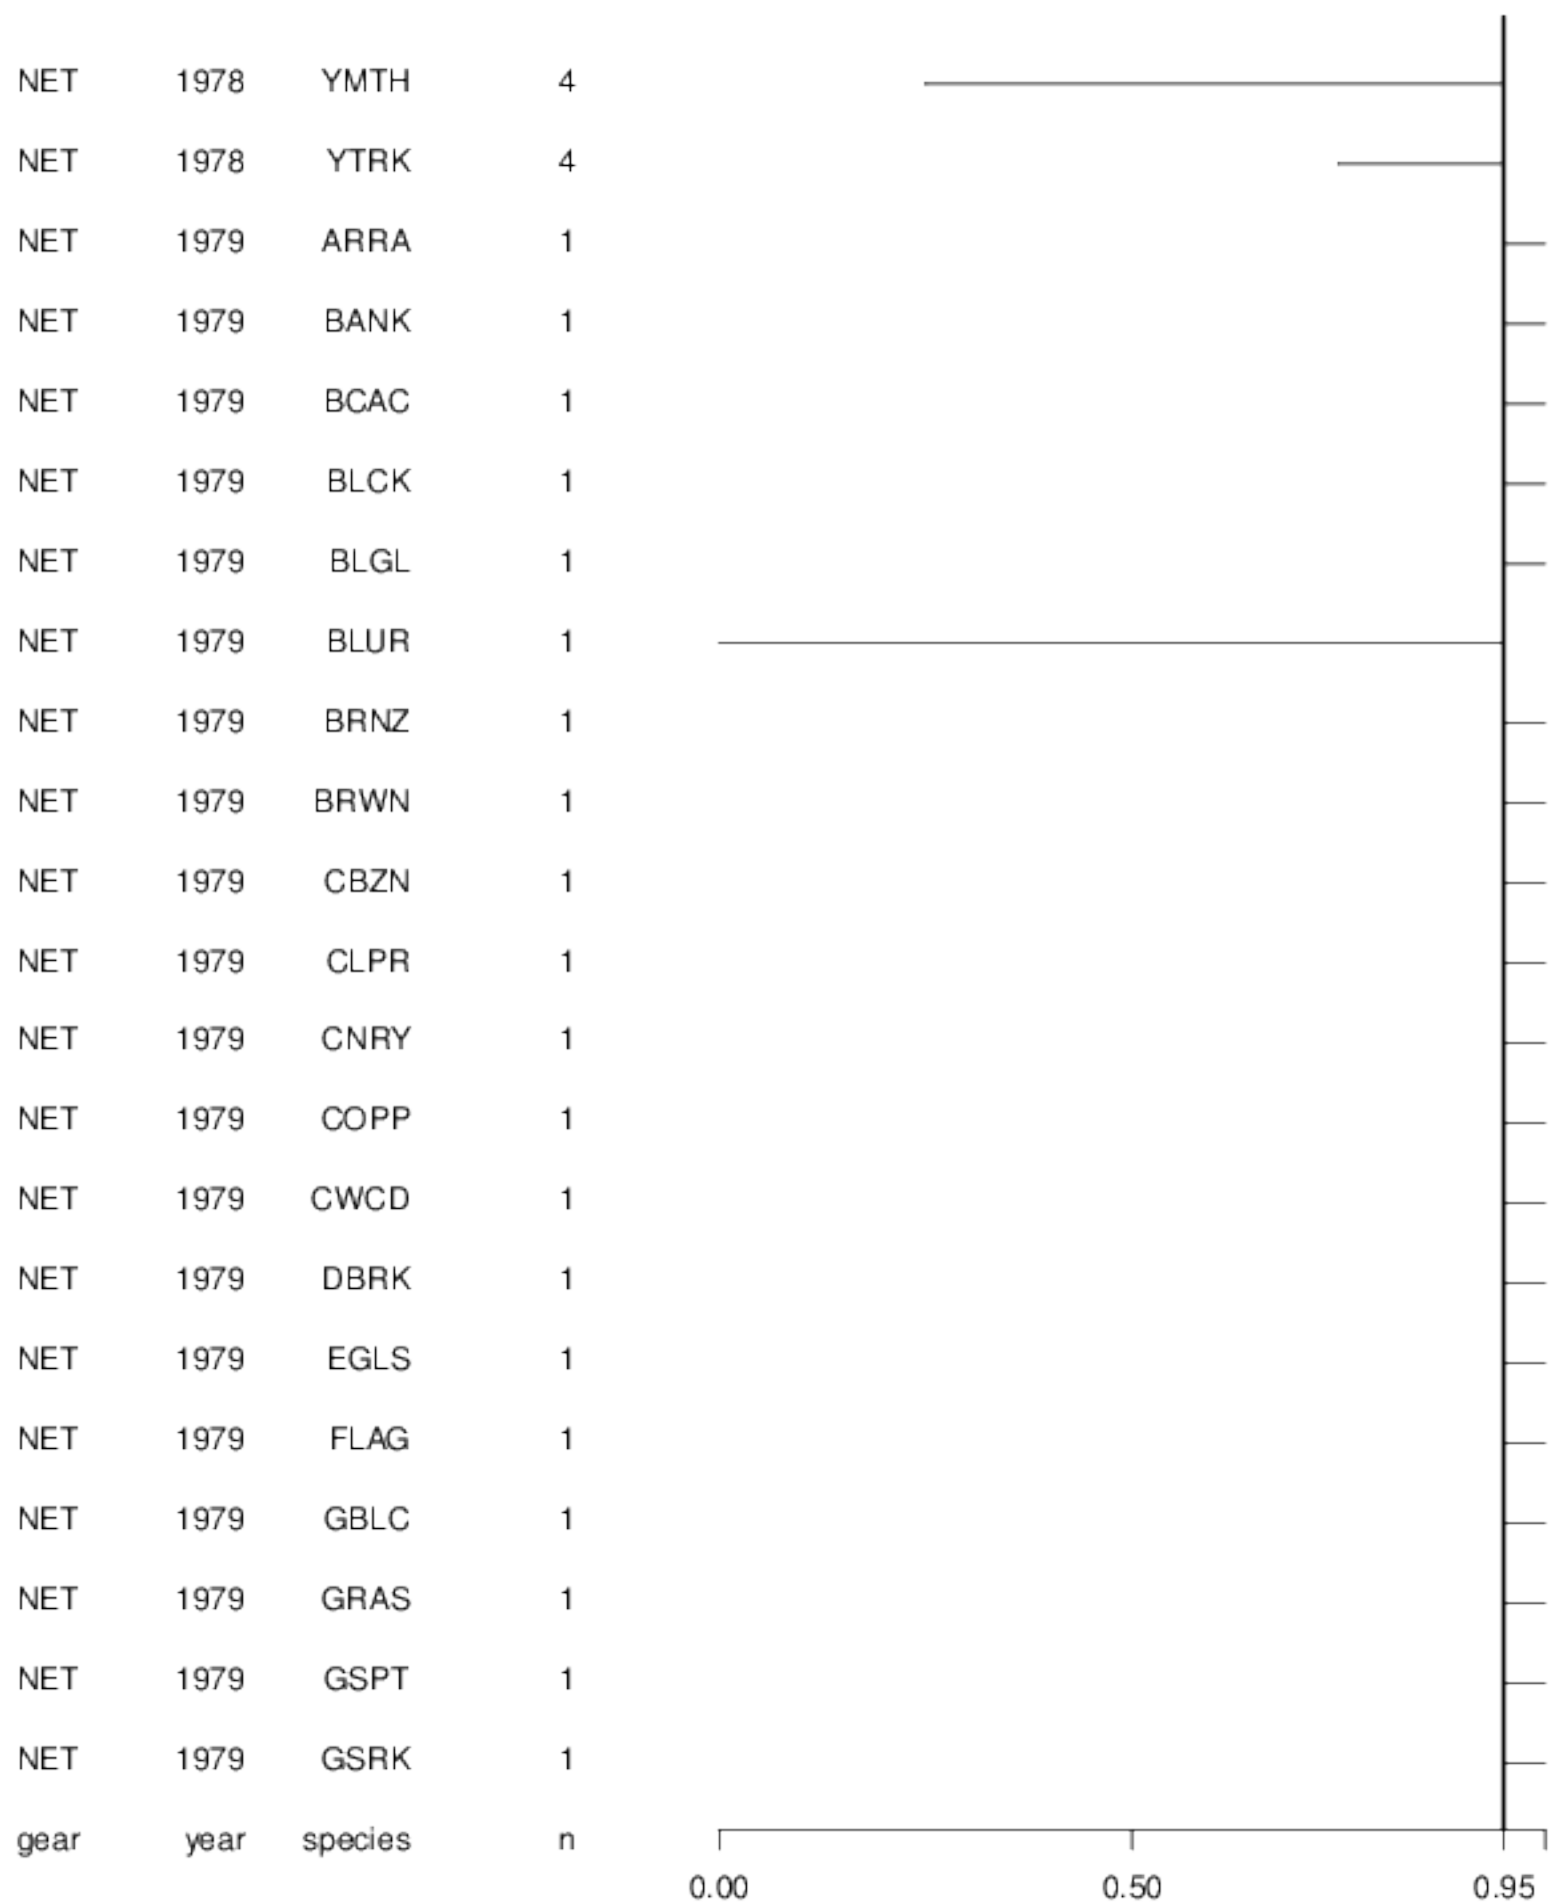 NET 1978 YMTH 4
NET 1978 YTRK 4
NET 1979 ARRA 1
NET 1979 BANK 1
NET 1979 BCAC 1
NET 1979 BLCK 1
NET 1979 BLGL 1
NET 1979 BLUR 1
NET 1979 BRNZ 1
NET 1979 BRWN 1
NET 1979 CBZN 1
NET 1979 CLPR 1
NET 1979 CNRY 1
NET 1979 COPP 1
NET 1979 CWCD 1
NET 1979 DBRK 1
NET 1979 EGLS 1
NET 1979 FLAG 1
NET 1979 GBLC 1
NET 1979 GRAS 1
NET 1979 GSPT 1
NET 1979 GSRK 1
gear year species n
0.00 0.50 0.95